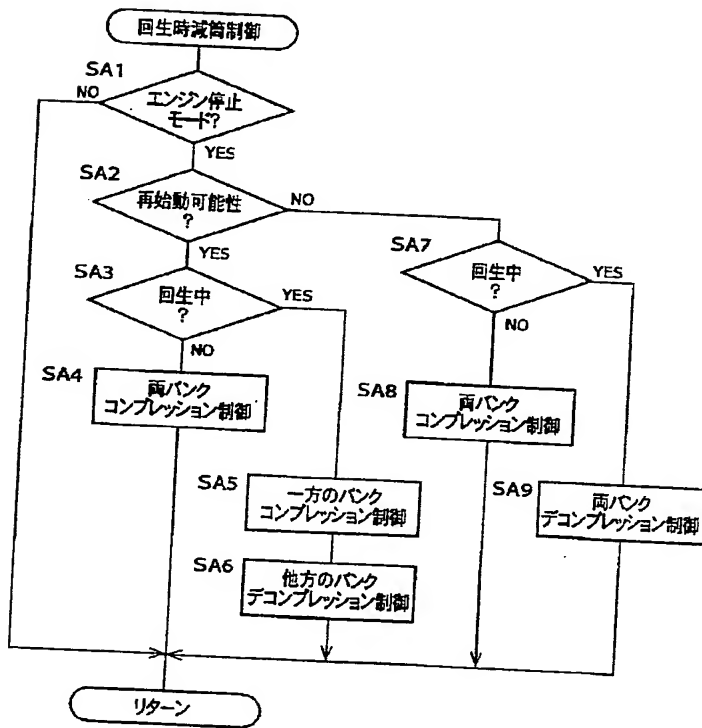 回生時減筒制御
SA1
NO
エンジン停止
モード?
YES
SA2
再始動可能性
?
NO
YES
SA3
回生中
?
YES
NO
SA7
回生中
?
YES
NO
SA4
両バンク
コンプレッション制御
SA8
両バンク
コンプレッション制御
SA5
一方のバンク
コンプレッション制御
SA9
両バンク
デコンプレッション制御
SA6
他方のバンク
デコンプレッション制御
リターン